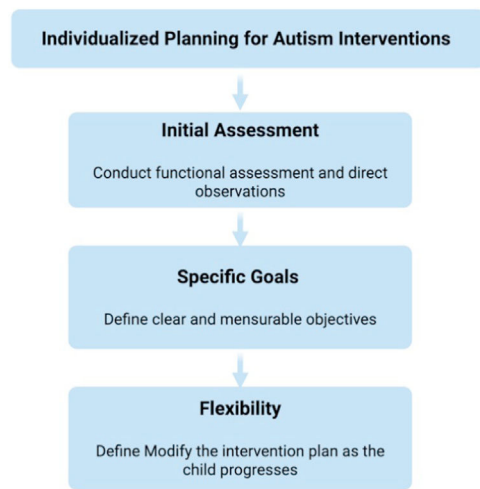 Individualized Planning for Autism Interventions
Initial Assessment
Conduct functional assessment and direct
observations
Specific Goals
Define clear and mensurable objectives
Flexibility
Define Modify the intervention plan as the
child progresses